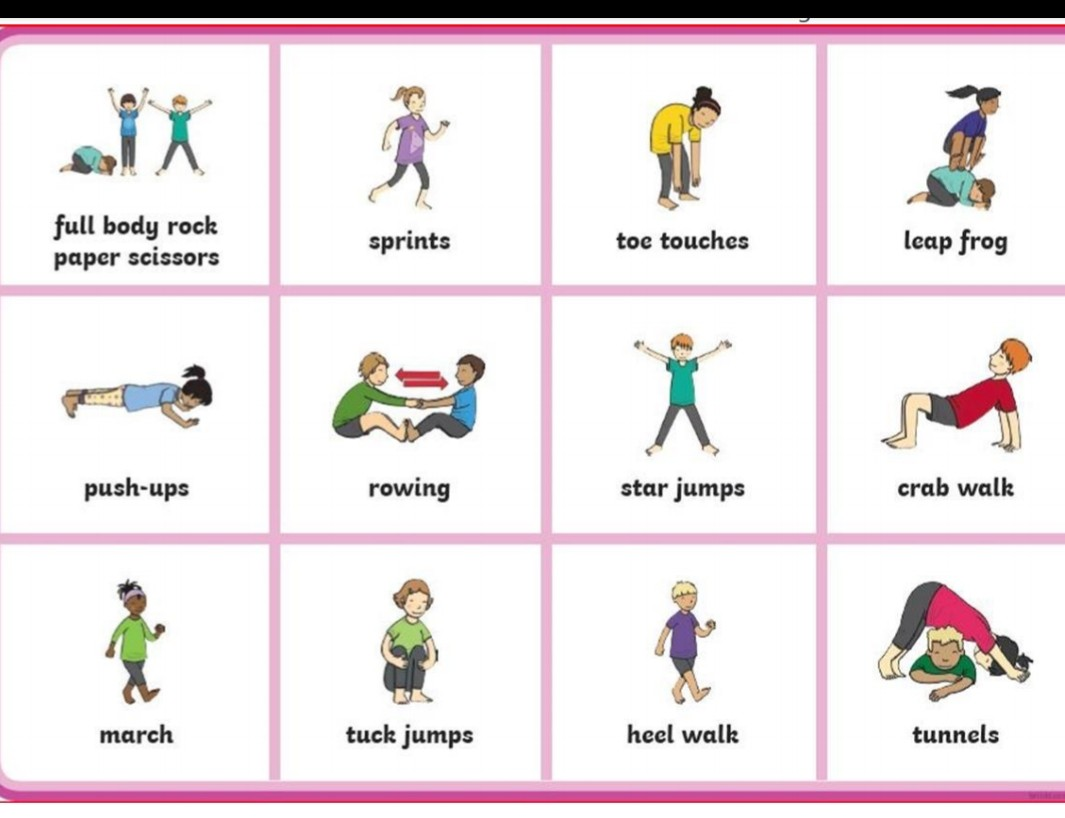 full body rock
paper scissors
sprints
toe touches
leap frog
push-ups
rowing
star jumps
crab walk
march
tuck jumps
heel walk
tunnels